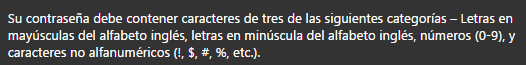 Su contraseña debe contener caracteres de tres de las siguientes categorías – Letras en
mayúsculas del alfabeto inglés, letras en minúscula del alfabeto inglés, números (0-9), y
caracteres no alfanuméricos (!, $, #, %, etc.).